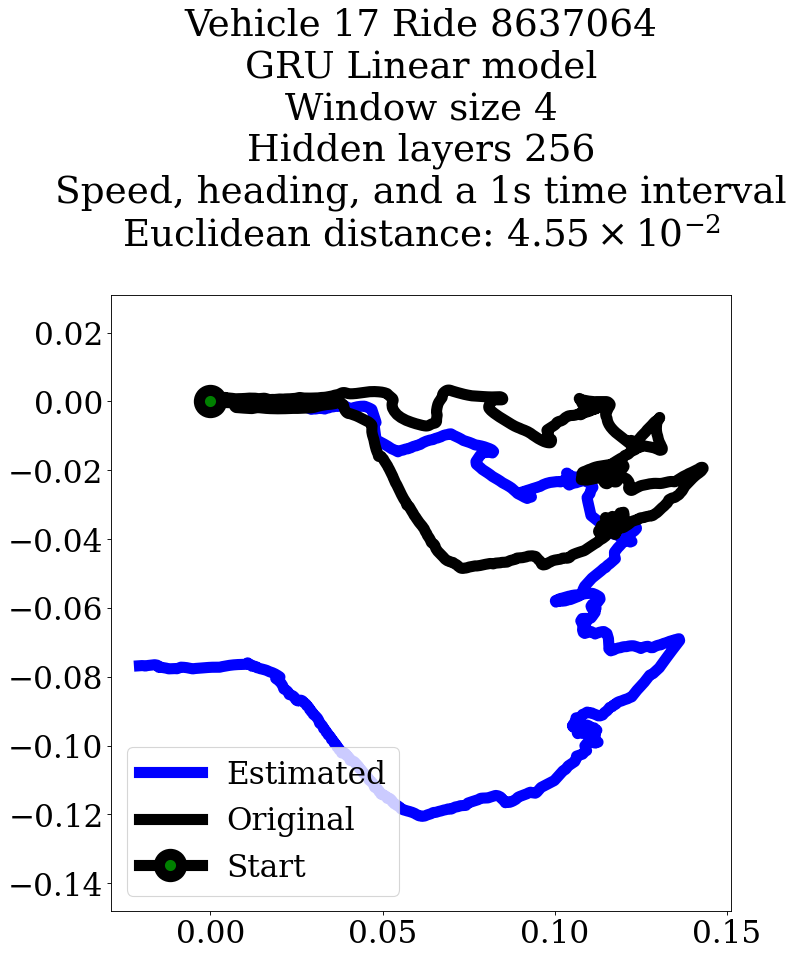 Vehicle 17 Ride 8637064
GRU Linear model
Window size 4
Hidden layers 256
Speed, heading, and a 1s time interval
Euclidean distance: 4.55 × 10⁻²
0.02
0.00
−0.02
−0.04
−0.06
−0.08
−0.10
−0.12
−0.14
Estimated
Original
Start
0.00 0.05 0.10 0.15